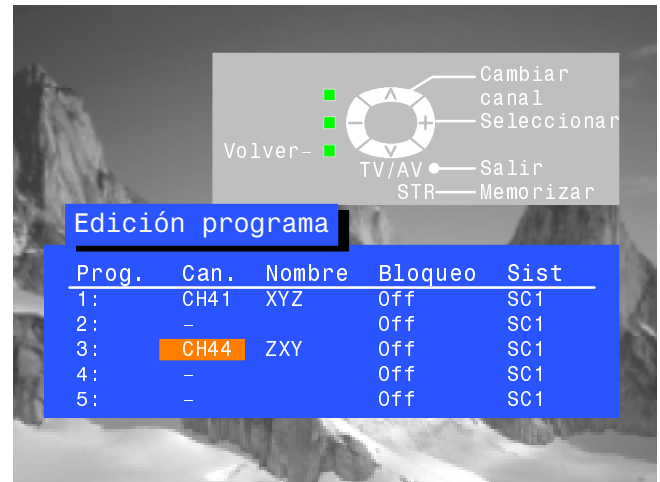 Cambiar
canal
Seleccionar
Volver-
TV/AV
Salir
STR
Memorizar
Edición programa
Prog. Can. Nombre Bloqueo Sist
1: CH41 XYZ Off SC1
2: - Off SC1
3: CH44 ZXY Off SC1
4: - Off SC1
5: - Off SC1